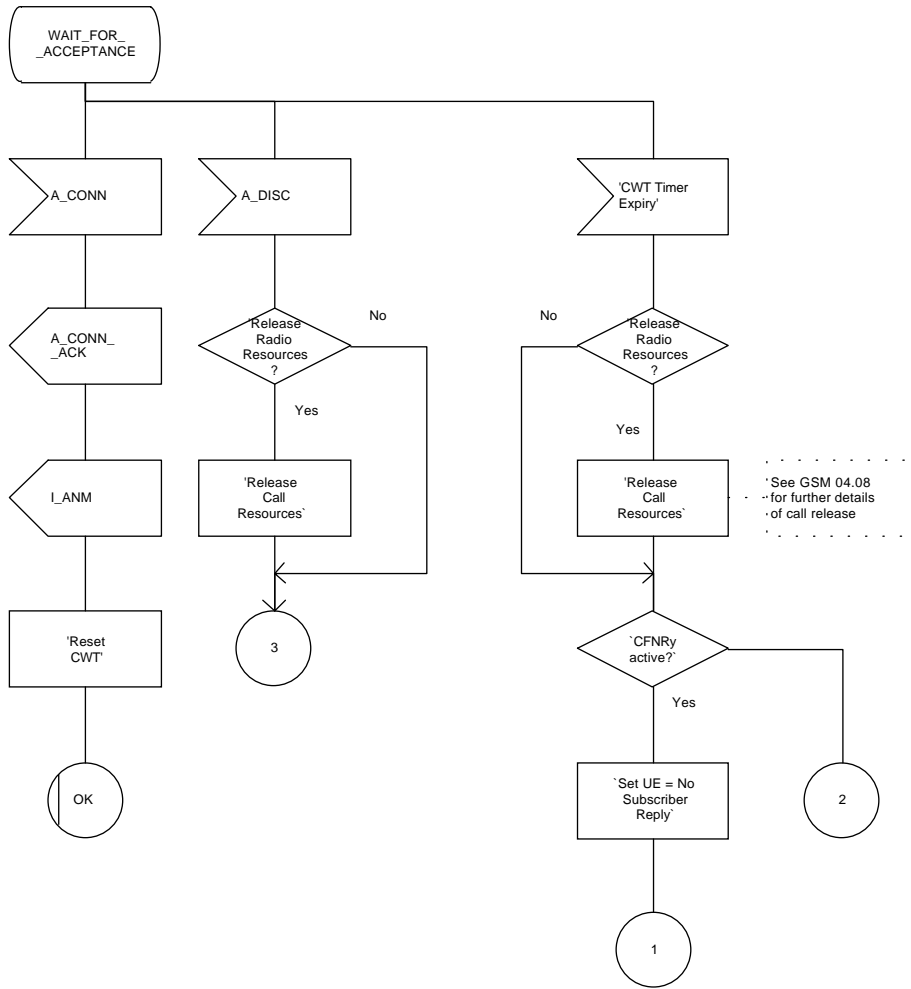 WAIT_FOR_
_ACCEPTANCE
A_CONN
A_DISC
'CWT Timer
Expiry'
A_CONN_
_ACK
'Release
Radio
Resources
?
No
No
'Release
Radio
Resources
?
Yes
Yes
I_ANM
'Release
Call
Resources`
'Release
Call
Resources`
See GSM 04.08
for further details
of call release
'Reset
CWT'
3
`CFNRy
active?`
Yes
OK
`Set UE = No
Subscriber
Reply`
2
1